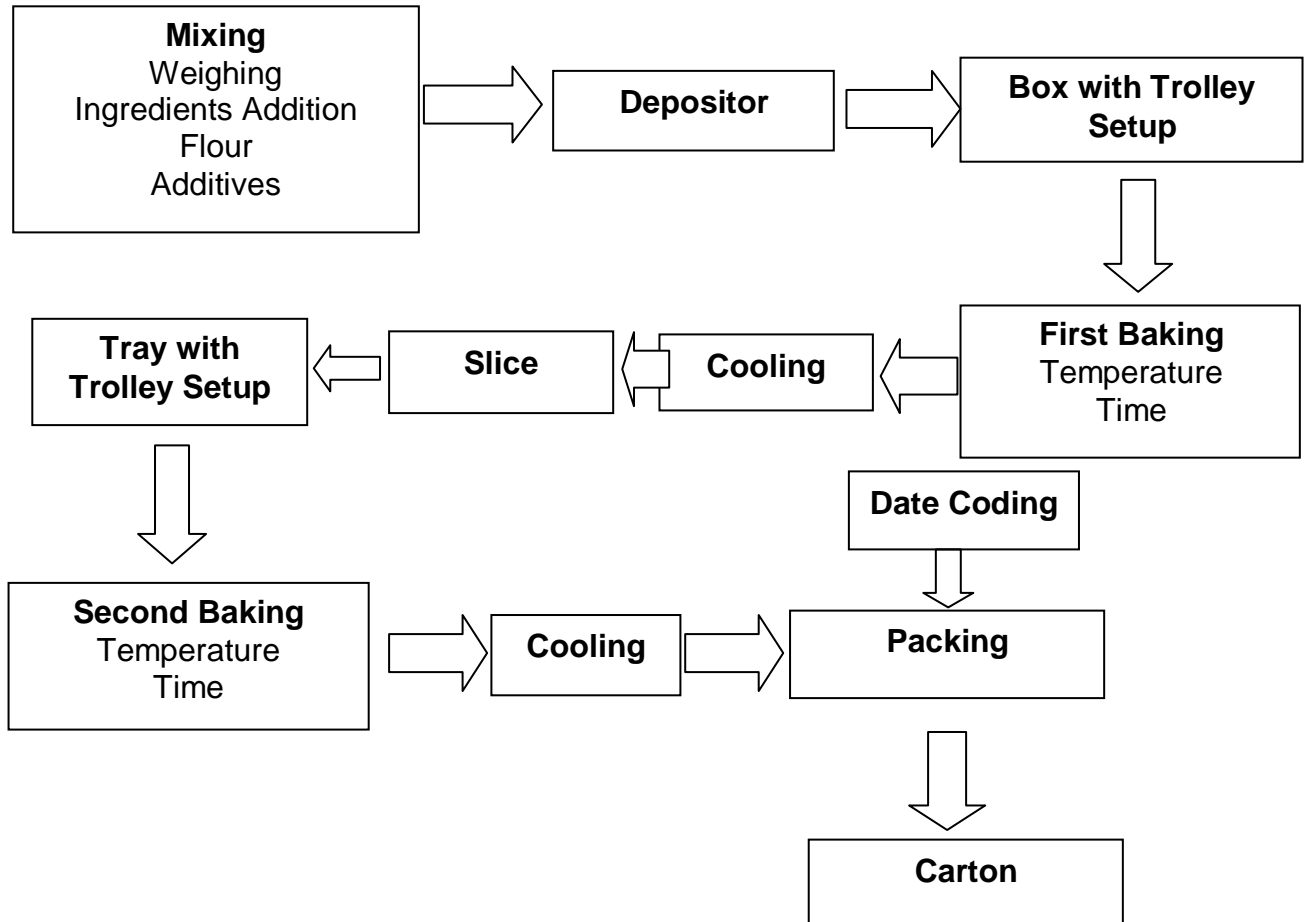 Mixing
Weighing
Ingredients Addition
Flour
Additives
Depositor
Box with Trolley
Setup
First Baking
Temperature
Time
Cooling
Slice
Tray with
Trolley Setup
Second Baking
Temperature
Time
Cooling
Date Coding
Packing
Carton